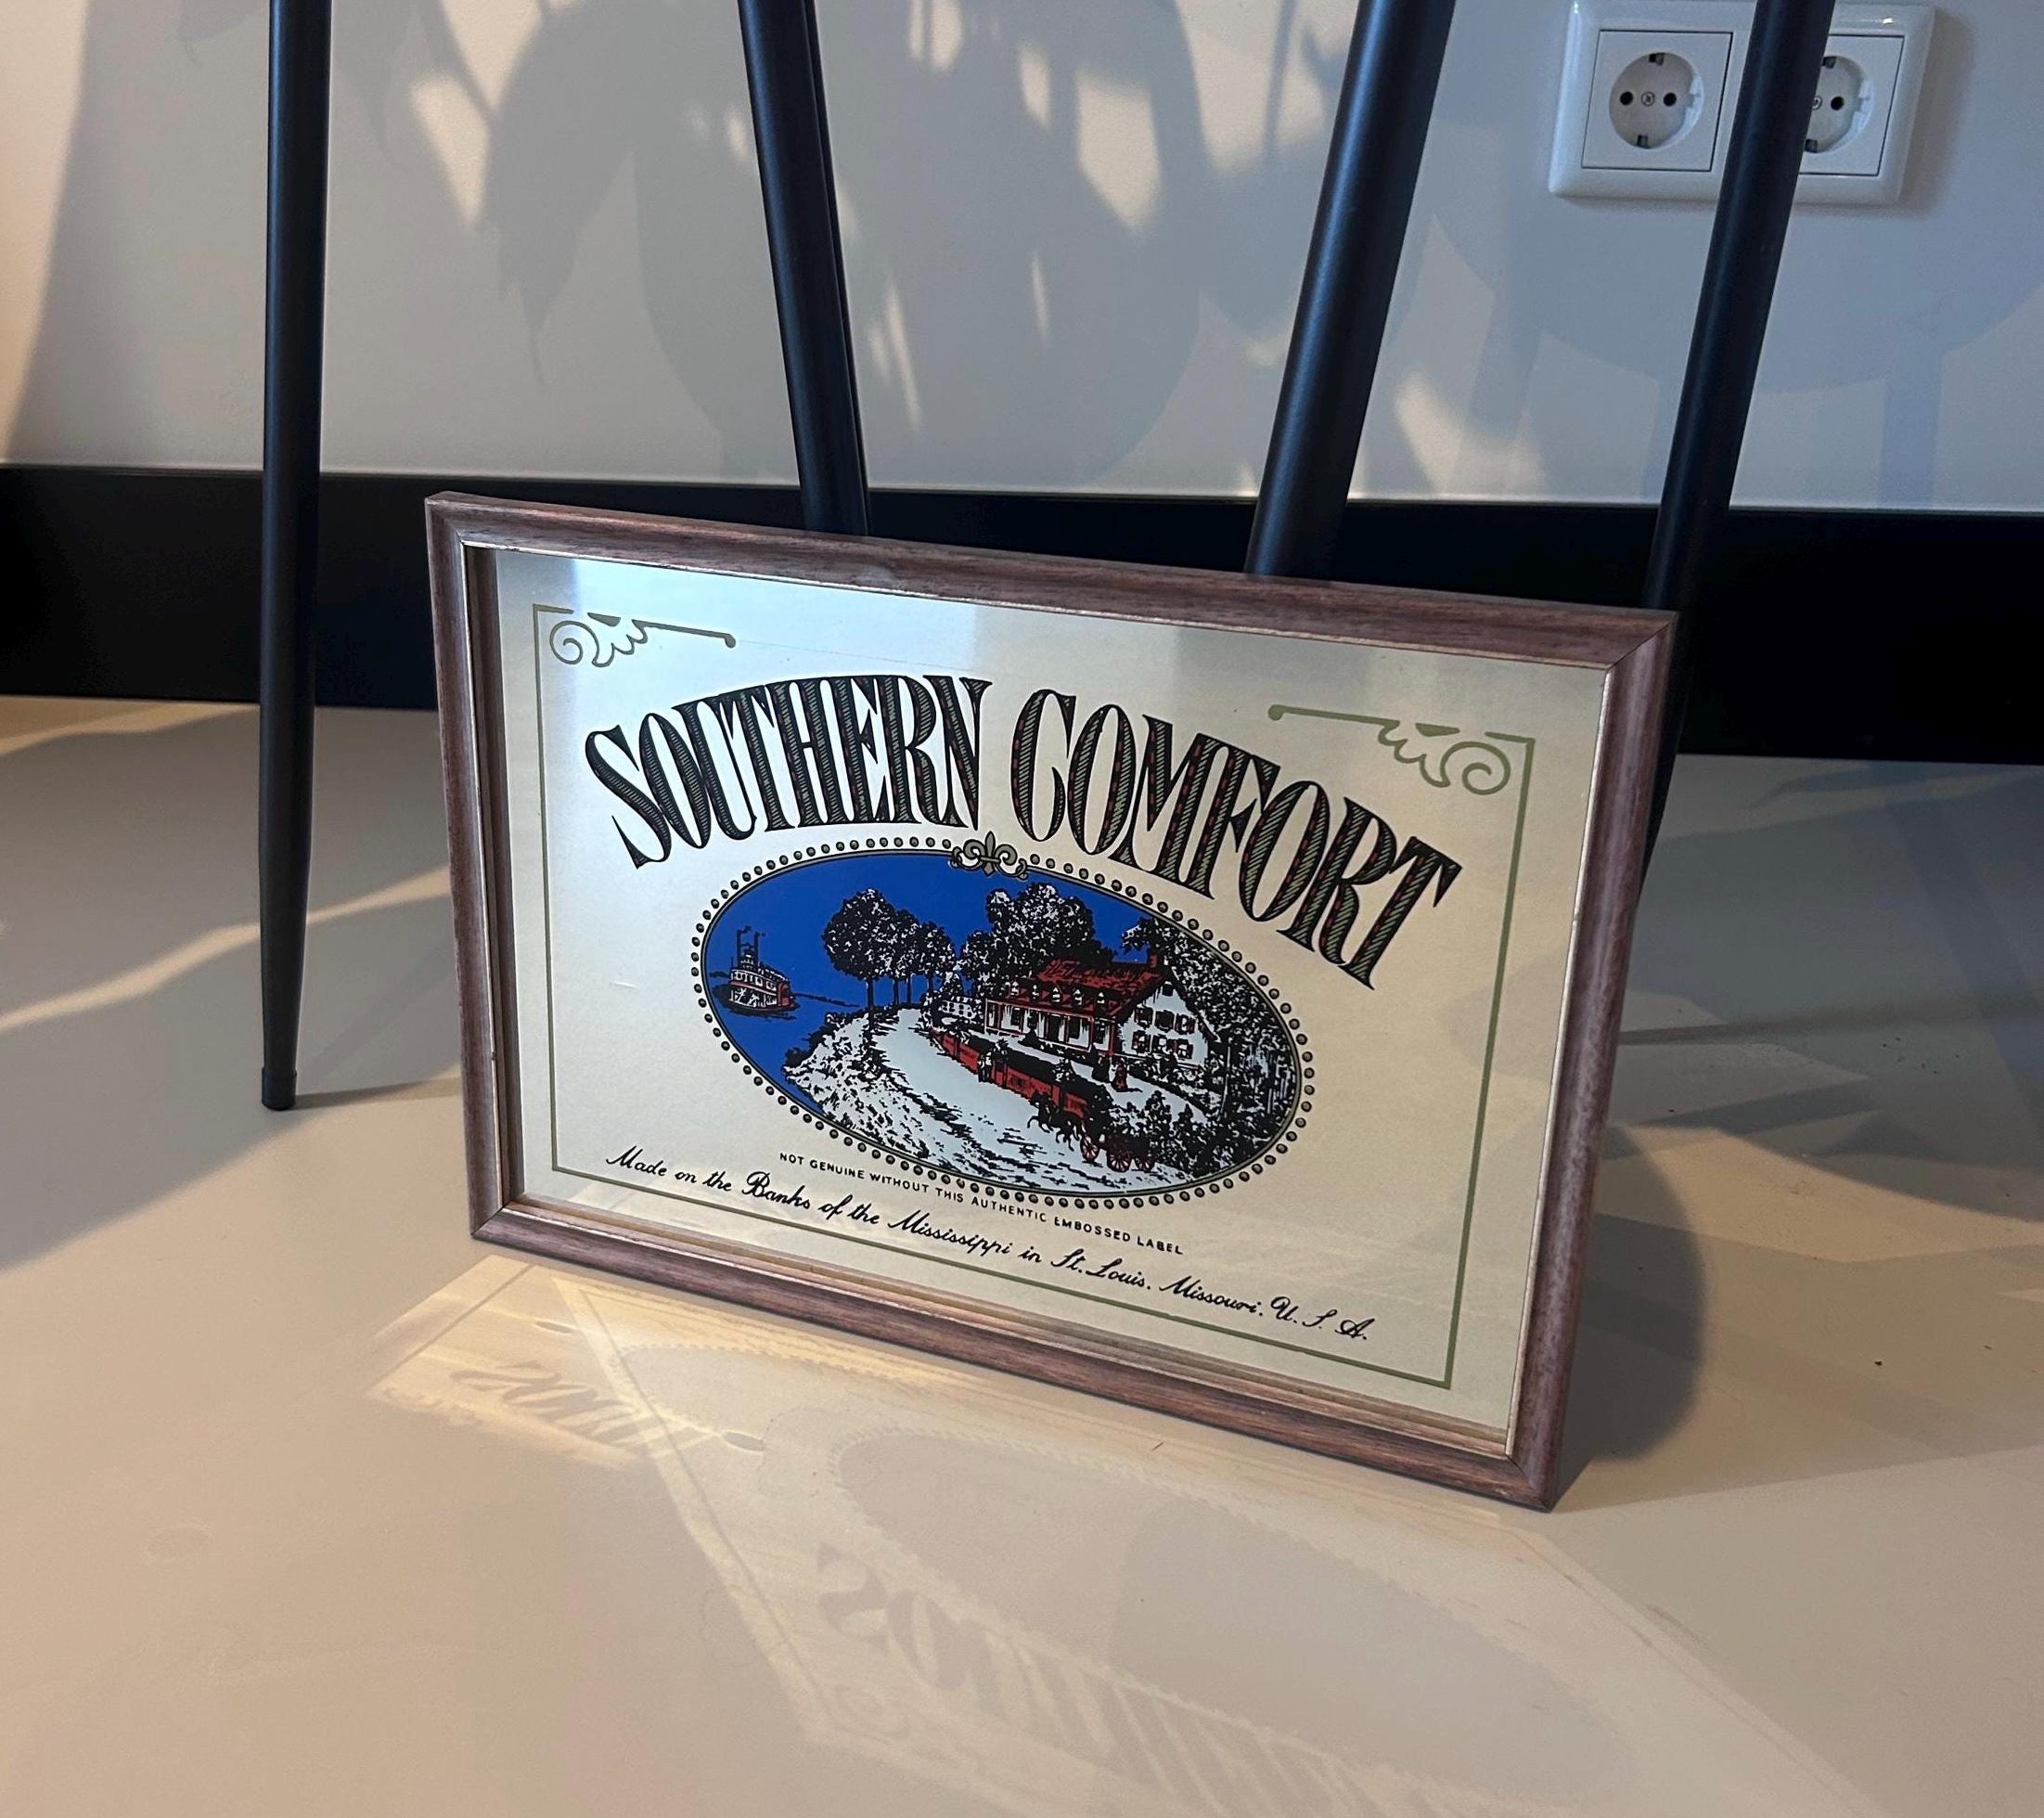 SOUTHERN COMFORT
NOT GENUINE WITHOUT THIS AUTHENTIC EMBOSSED LABEL
Made on the Banks of the Mississippi in St. Louis. Missouri. U. S. A.